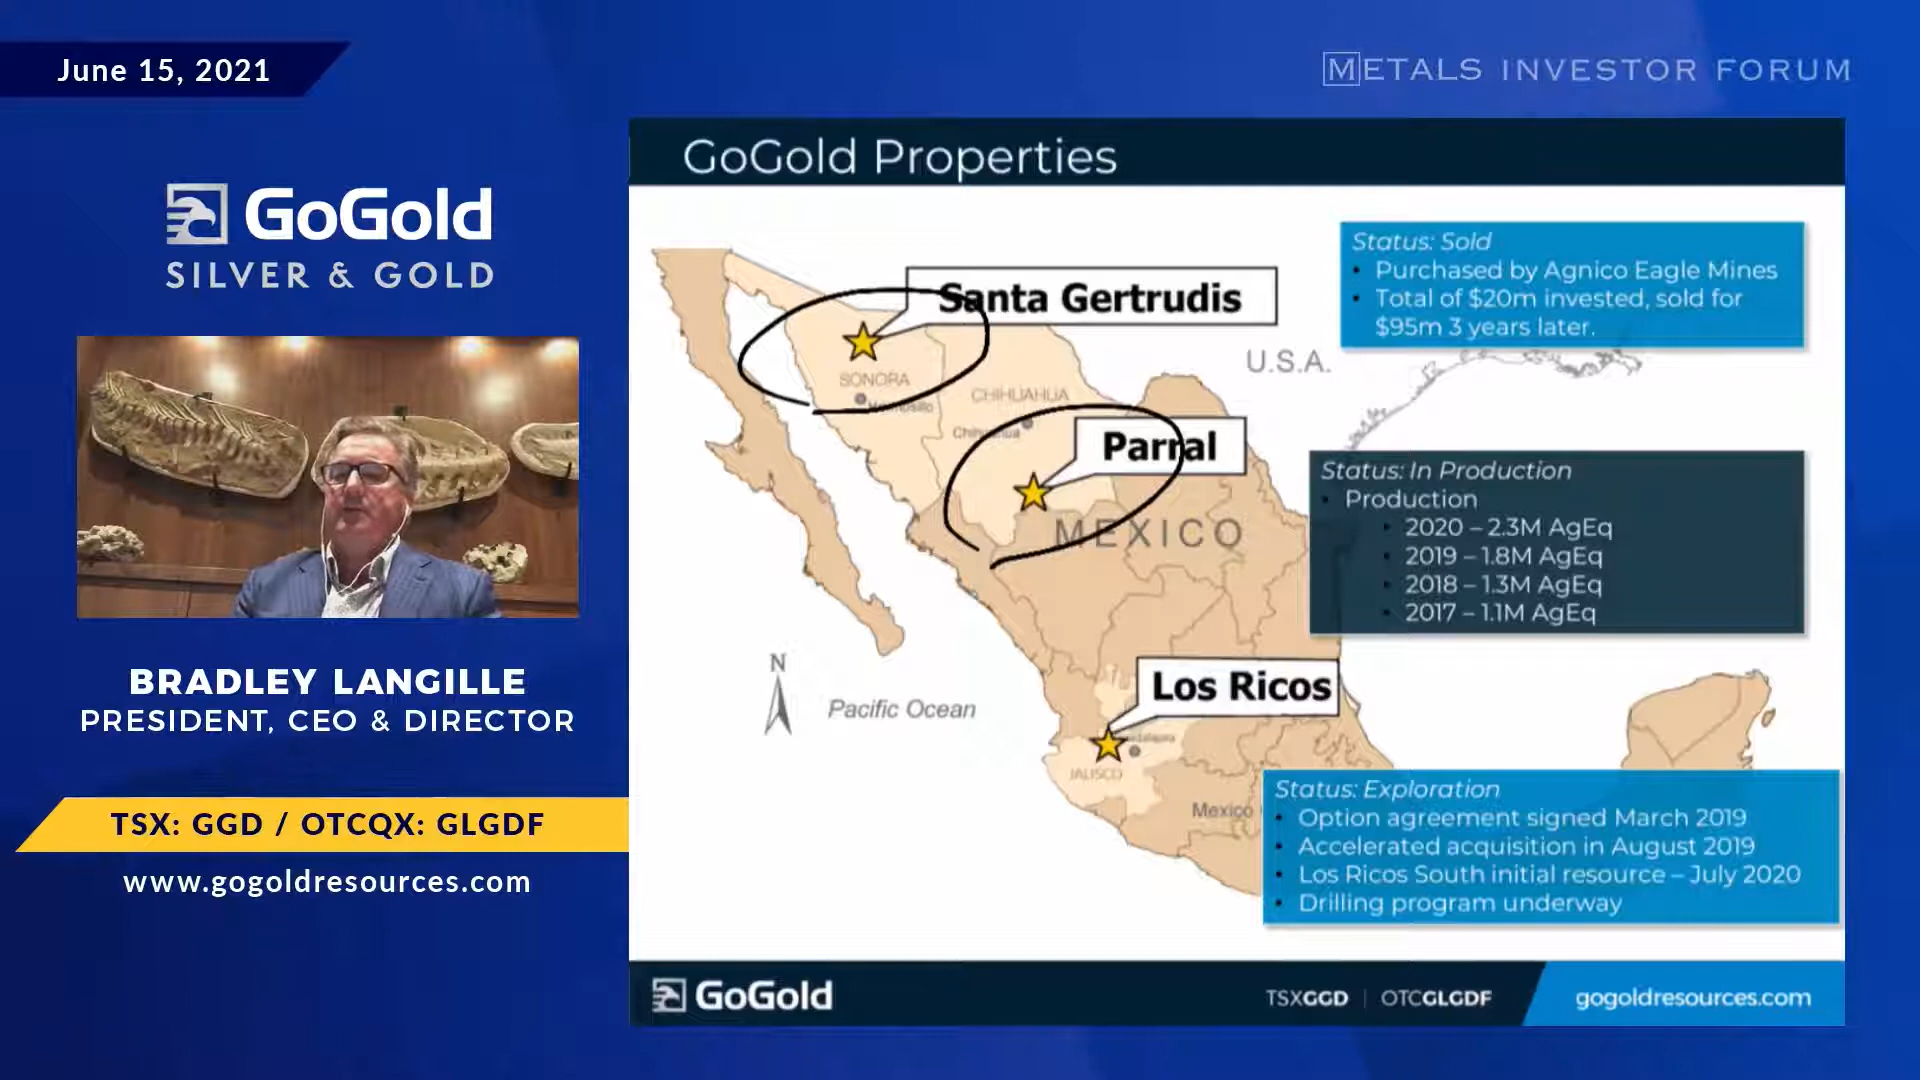 June 15, 2021
METALS INVESTOR FORUM
GoGold
SILVER & GOLD
BRADLEY LANGILLE
PRESIDENT, CEO & DIRECTOR
TSX: GGD / OTCQX: GLGDF
www.gogoldresources.com
GoGold Properties
Santa Gertrudis
SONORA
CHIHUAHUA
Parral
U.S.A.
MEXICO
Los Ricos
JALISCO
N
Pacific Ocean
Mexico
Status: Sold
• Purchased by Agnico Eagle Mines
• Total of $20m invested, sold for
$95m 3 years later.
Status: In Production
• Production
• 2020 – 2.3M AgEq
• 2019 – 1.8M AgEq
• 2018 – 1.3M AgEq
• 2017 – 1.1M AgEq
Status: Exploration
• Option agreement signed March 2019
• Accelerated acquisition in August 2019
• Los Ricos South initial resource – July 2020
• Drilling program underway
GoGold
TSXGGD | OTCGLGDF
gogoldresources.com